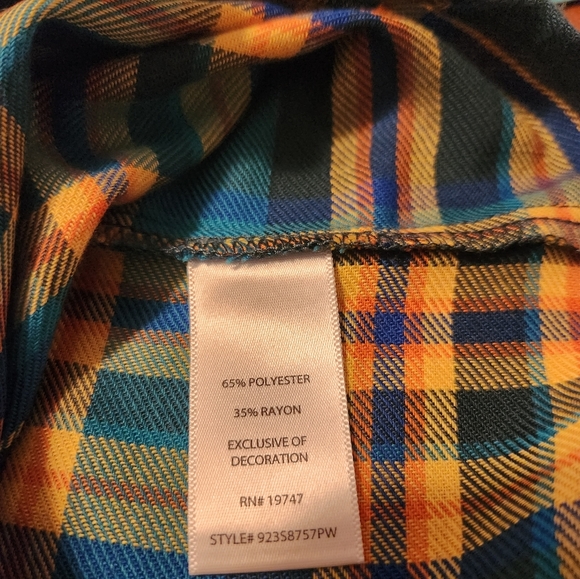 65% POLYESTER
35% RAYON
EXCLUSIVE OF
DECORATION
RN# 19747
STYLE# 923S8757PW